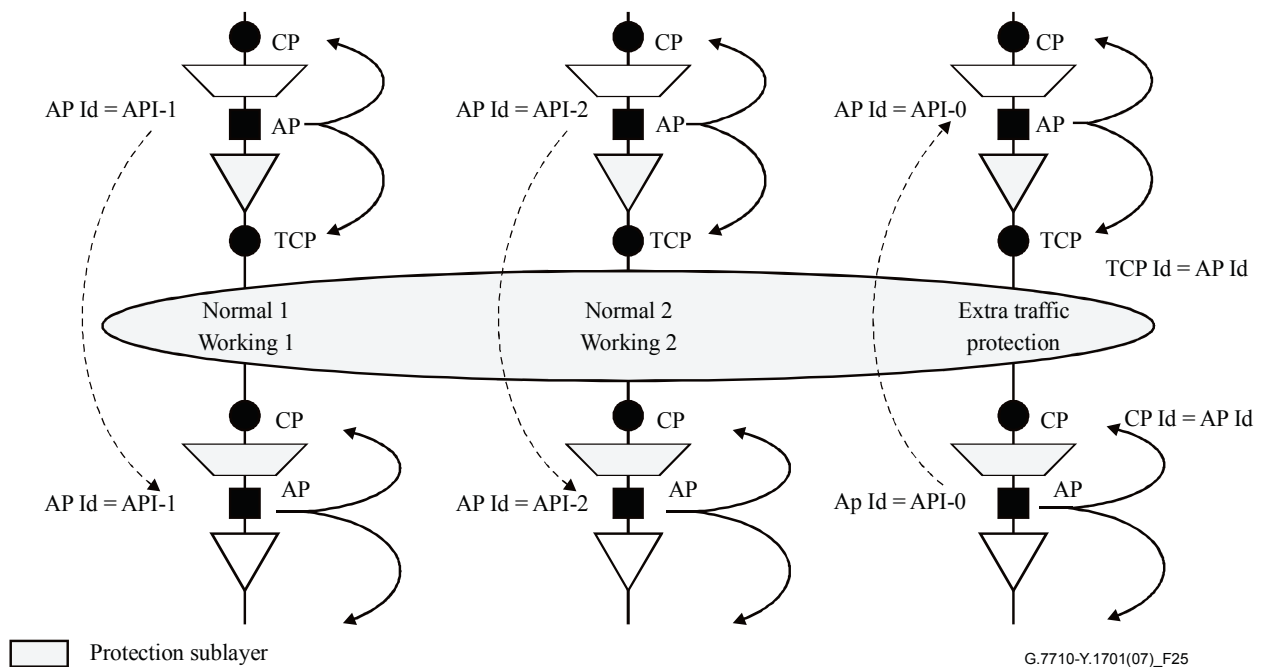 CP
CP
CP
AP Id = API-1
AP
AP Id = API-2
AP
AP Id = API-0
AP
TCP
TCP
TCP
TCP Id = AP Id
Normal 1
Working 1
Normal 2
Working 2
Extra traffic
protection
CP
CP
CP
CP Id = AP Id
AP Id = API-1
AP
AP Id = API-2
AP
Ap Id = API-0
AP
Protection sublayer
G.7710-Y.1701(07)_F25